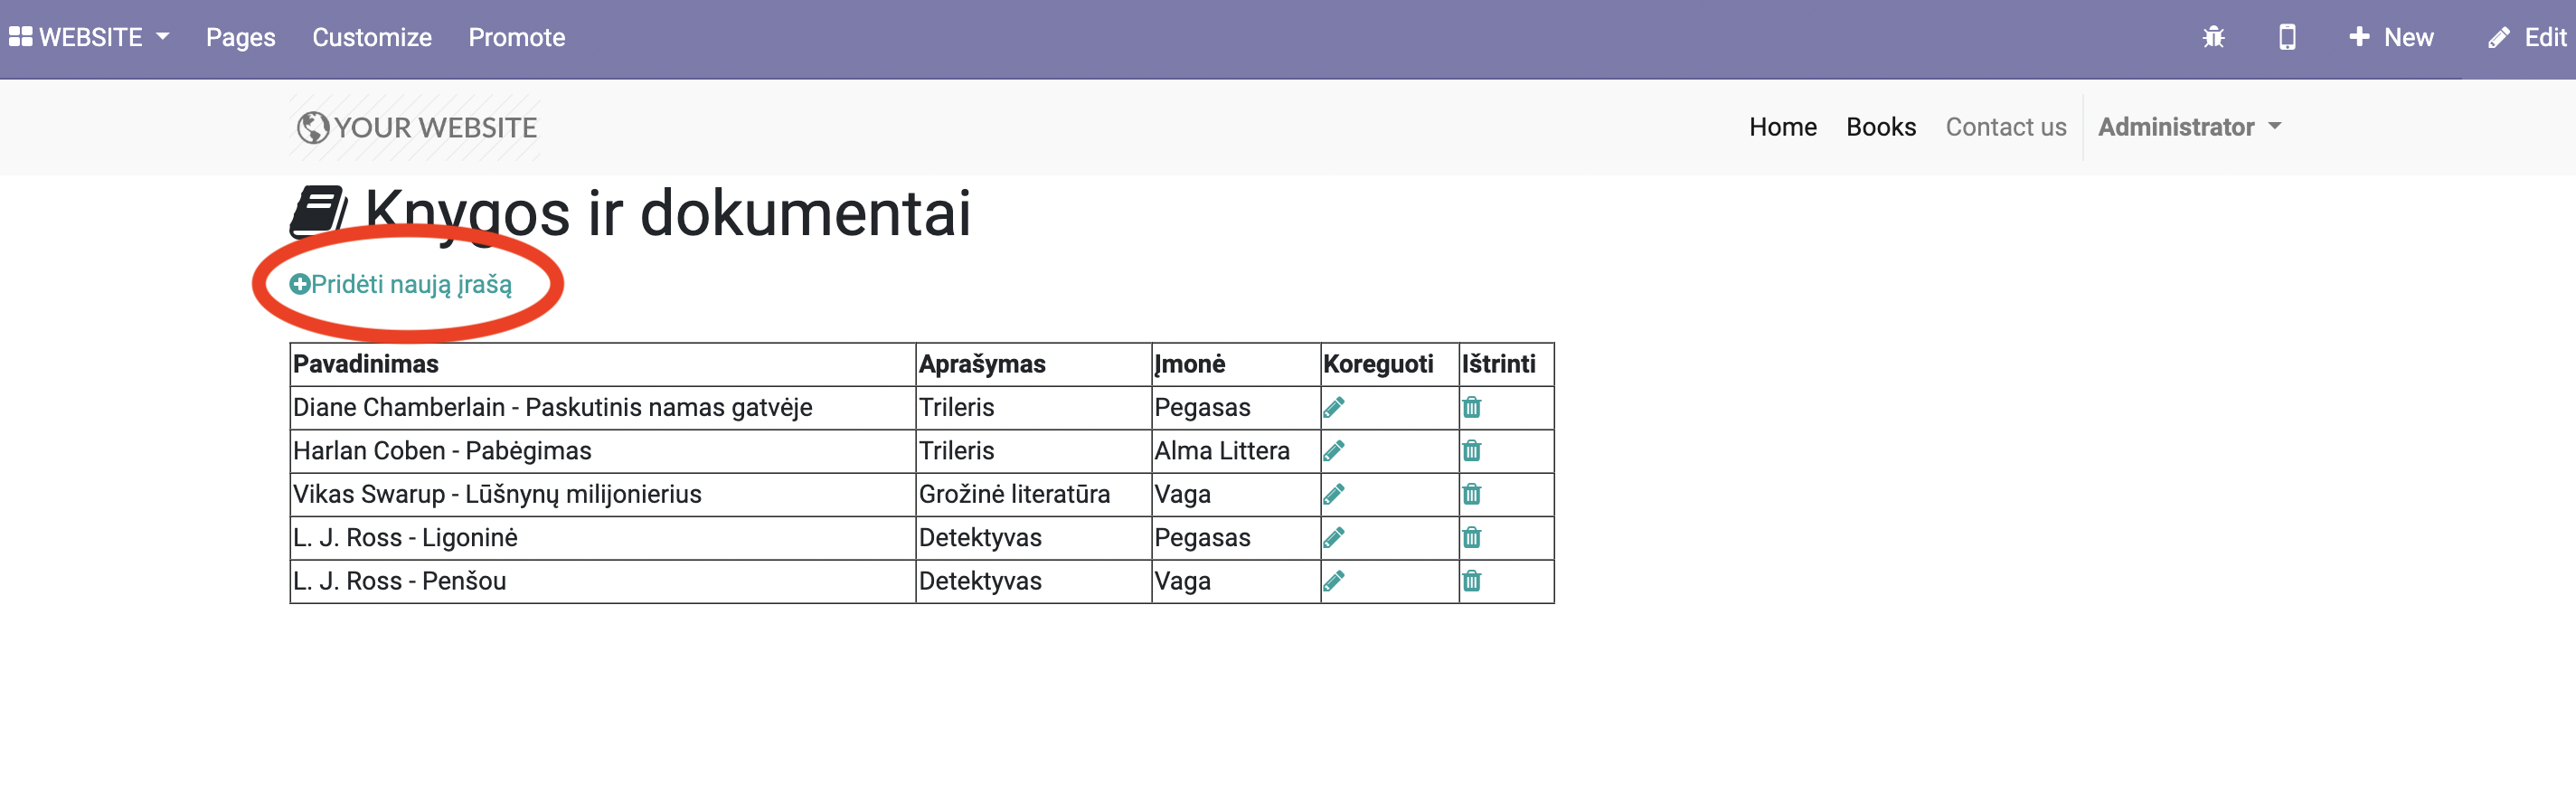 WEBSITE Pages Customize Promote New Edit
YOUR WEBSITE Home Books Contact us Administrator
Knygos ir dokumentai
Pridėti naują įrašą
Pavadinimas Aprašymas Įmonė Koreguoti Ištrinti
Diane Chamberlain - Paskutinis namas gatvėje Trileris Pegasas
Harlan Coben - Pabėgimas Trileris Alma Littera
Vikas Swarup - Lūšnynų milijonierius Grožinė literatūra Vaga
L. J. Ross - Ligoninė Detektyvas Pegasas
L. J. Ross - Penšou Detektyvas Vaga